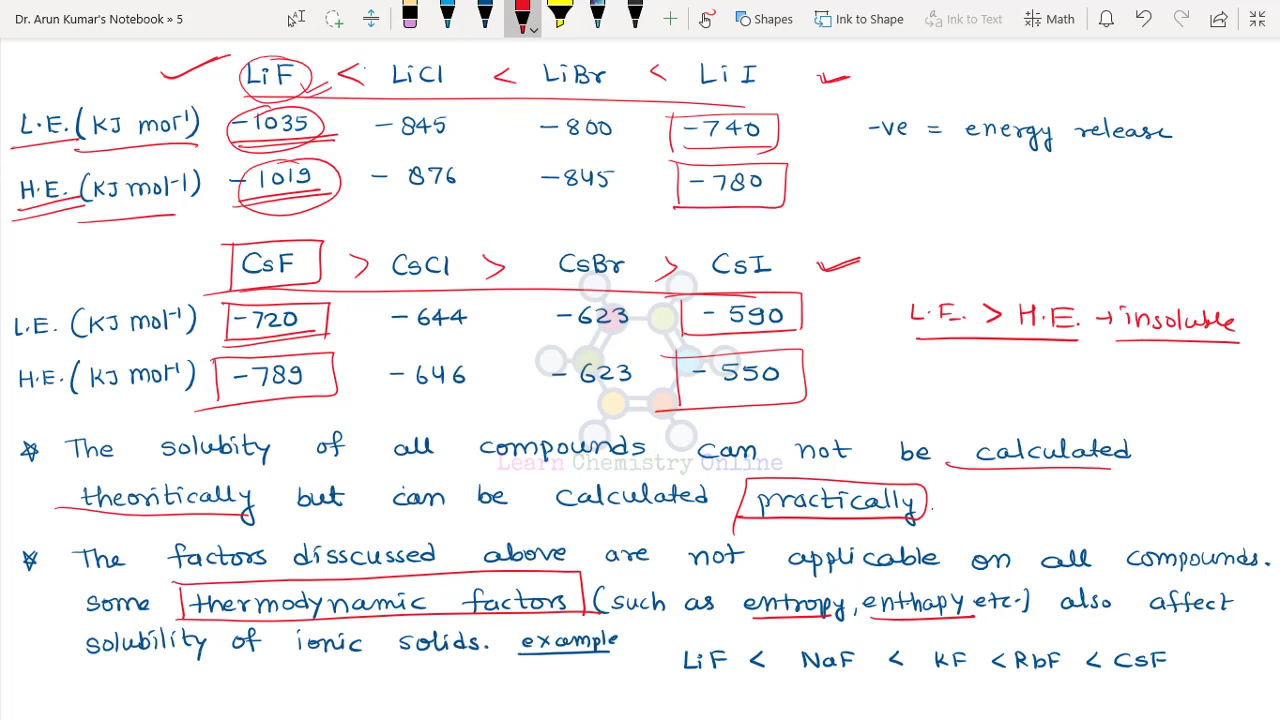 Dr. Arun Kumar's Notebook » 5
Shapes
Ink to Shape
Ink to Text
Math
LiF < LiCl < LiBr < LiI
L.E. (KJ mol-1) -1035 -845 -800 -740 -ve = energy release
H.E. (KJ mol-1) -1019 -876 -845 -780
CsF > CsCl > CsBr > CsI
L.E. (KJ mol-1) -720 -644 -623 -590 L.E. > H.E. → insoluble
H.E. (KJ mol-1) -789 -646 -623 -550
The solubity of all compounds can not be calculated
Learn Chemistry Online
theoritically but can be calculated practically.
The factors disscussed above are not applicable on all compounds.
some thermodynamic factors (such as entropy, enthapy etc.) also affect
solubility of ionic solids. example
LiF < NaF < KF < RbF < CsF